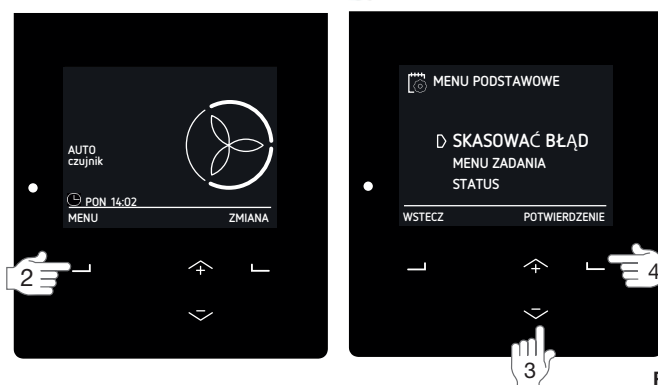 AUTO
czujnik
PON 14:02
MENU ZMIANA
2
MENU PODSTAWOWE
SKASOWAĆ BŁĄD
MENU ZADANIA
STATUS
WSTECZ POTWIERDZENIE
4
3